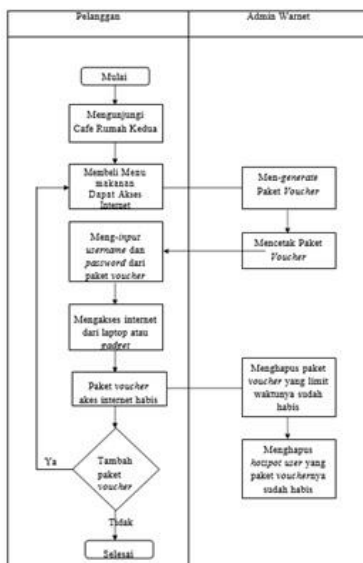 Pelanggan
Admin Warnet
Mulai
Mengunjungi
Cafe Rumah Kedua
Membeli Menu
makanan
Dapat Akses
Internet
Men-generate
Paket Voucher
Mencetak Paket
Voucher
Meng-input
username dan
password dari
paket voucher
Mengakses internet
dari laptop atau
gadget
Paket voucher
akes internet habis
Menghapus paket
voucher yang limit
waktunya sudah
habis
Menghapus
hotspot user yang
paket vouchernya
sudah habis
Ya
Tambah
paket
voucher
Tidak
Selesai